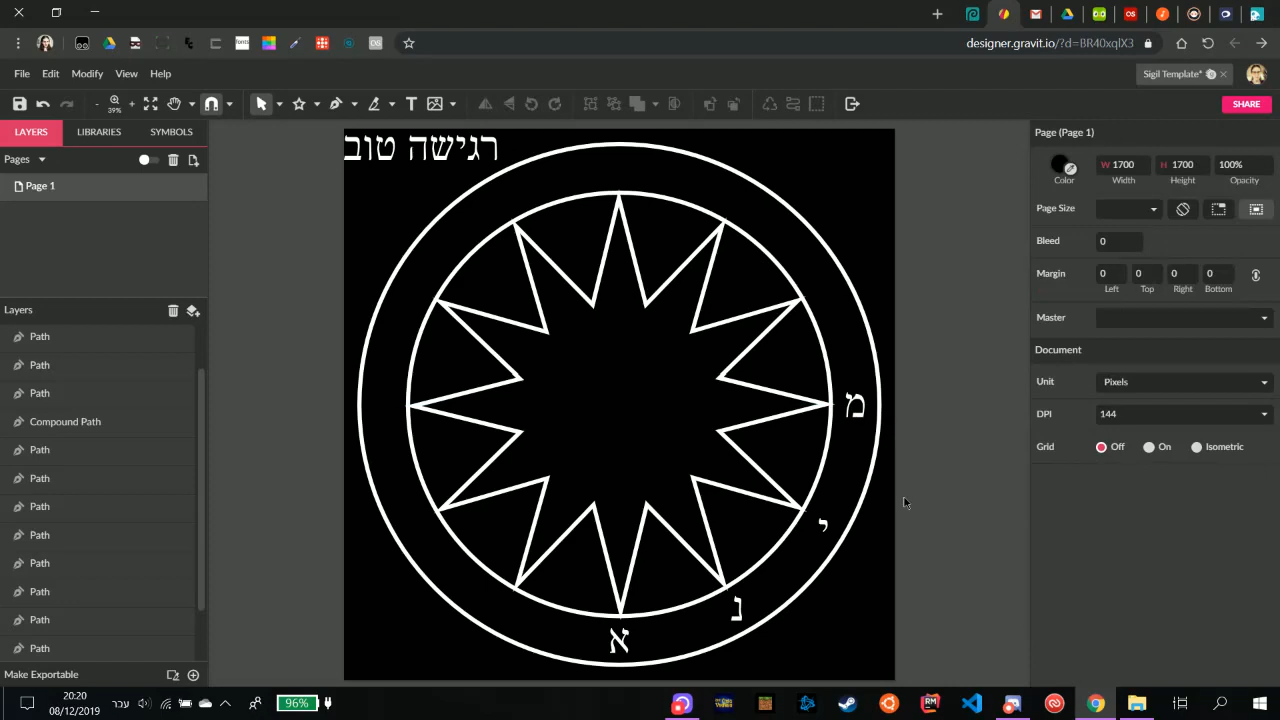 designer.gravit.io/?d=BR40xqlX3
File Edit Modify View Help
Sigil Template*
39%
SHARE
LAYERS LIBRARIES SYMBOLS
Pages
Page 1
Layers
Path
Path
Path
Compound Path
Path
Path
Path
Path
Path
Path
Path
Path
Make Exportable
רגישה טוב
מ
י
נ
א
Page (Page 1)
W 1700 H 1700 100%
Color Width Height Opacity
Page Size
Bleed 0
Margin 0 0 0 0
Left Top Right Bottom
Master
Document
Unit Pixels
DPI 144
Grid Off On Isometric
20:20
08/12/2019
עבר
96%